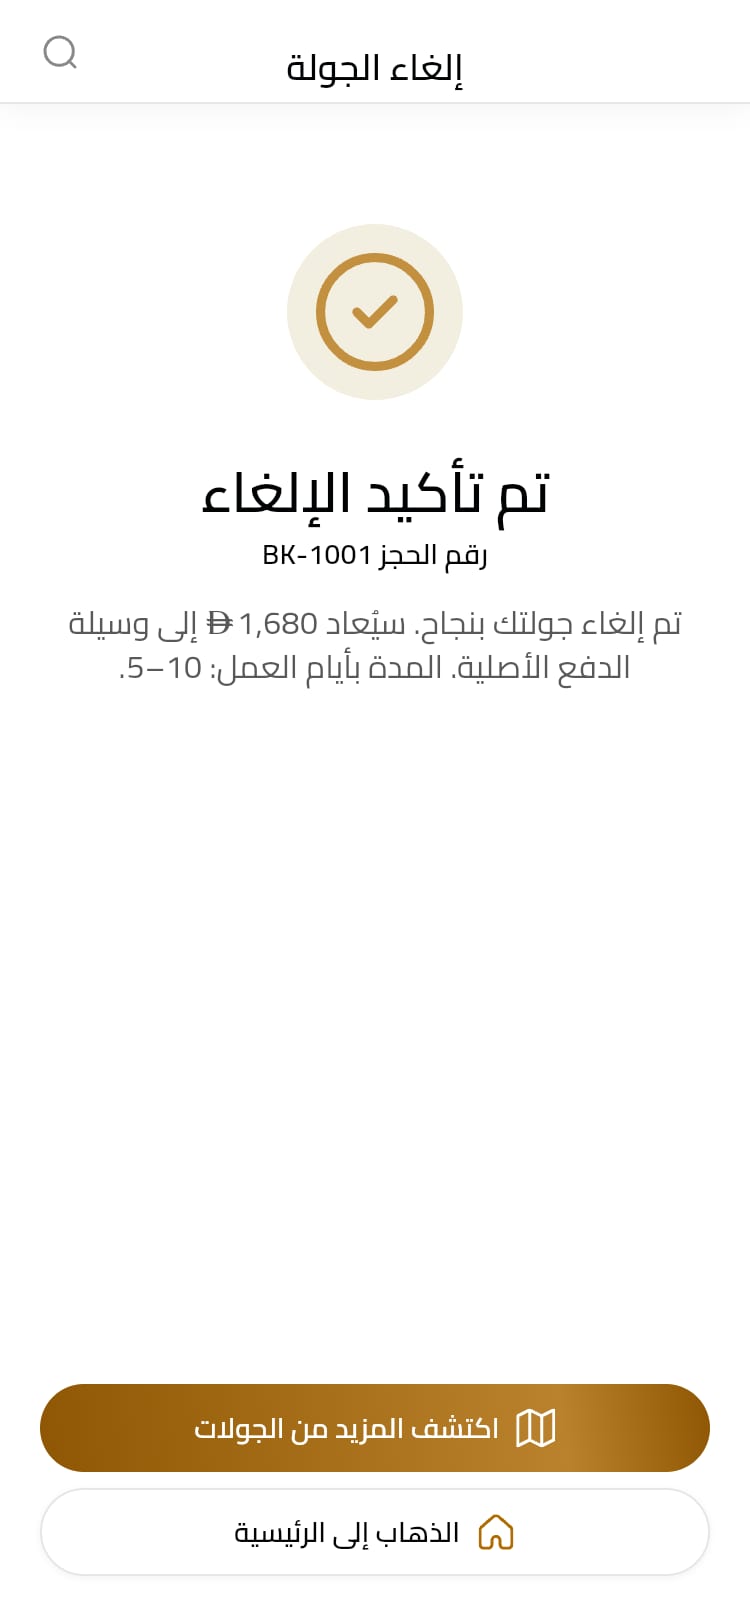 إلغاء الجولة
تم تأكيد الإلغاء
رقم الحجز BK-1001
تم إلغاء جولتك بنجاح. سيُعاد 1,680 إلى وسيلة
الدفع الأصلية. المدة بأيام العمل: 10–5.
اكتشف المزيد من الجولات
الذهاب إلى الرئيسية